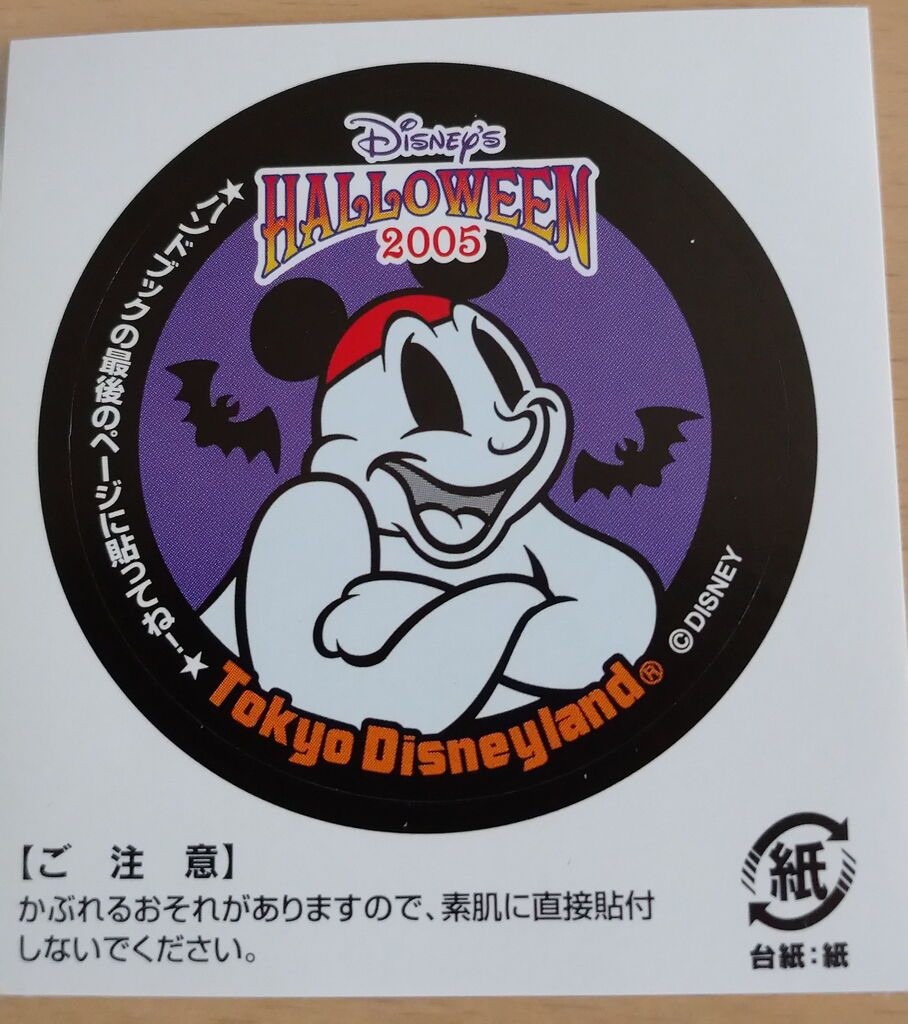 Disney's
HALLOWEEN
2005
★ハンドブックの最後のページに貼ってね!★
©DISNEY
Tokyo Disneyland®
【ご注意】
かぶれるおそれがありますので、素肌に直接貼付
しないでください。
紙
台紙:紙